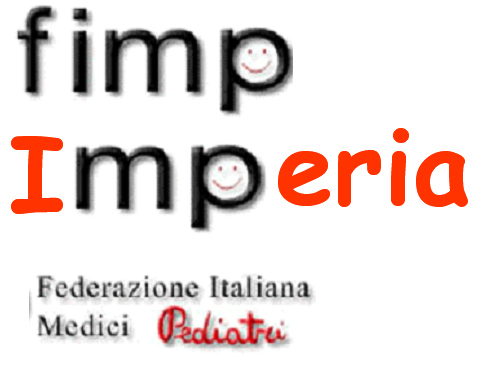 fimp
Imperia
Federazione Italiana
Medici Pediatri